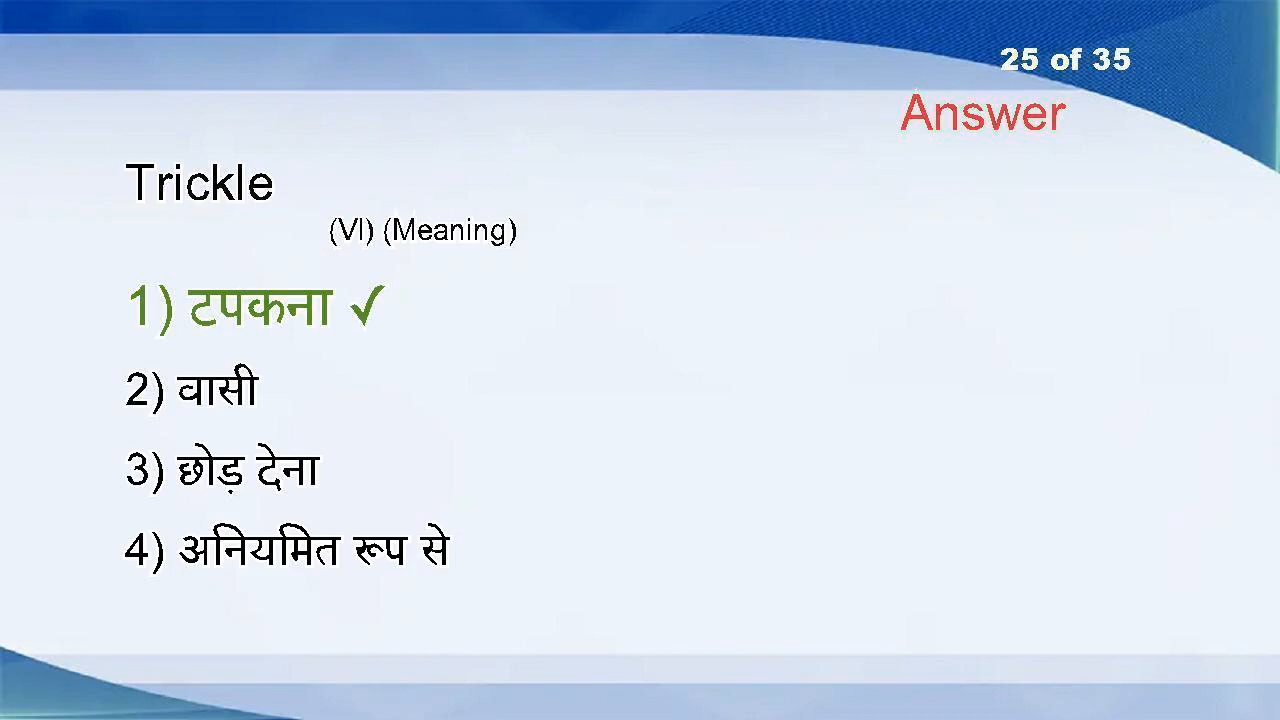 25 of 35
Answer
Trickle
(VI) (Meaning)
1) टपकना ✓
2) वासी
3) छोड़ देना
4) अनियमित रूप से